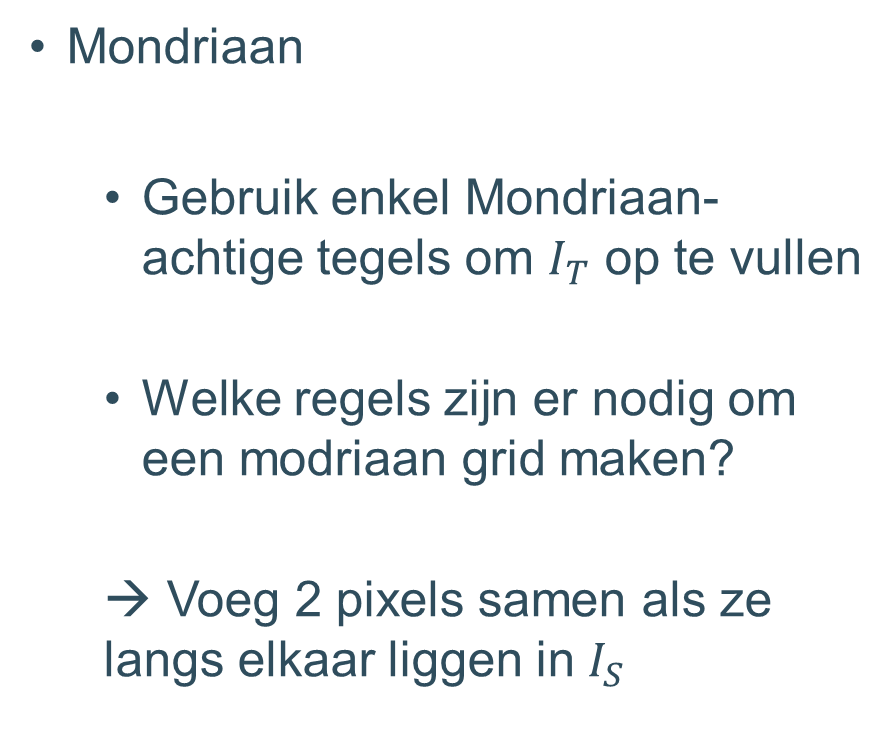 • Mondriaan
• Gebruik enkel Mondriaan-
achtige tegels om I_T op te vullen
• Welke regels zijn er nodig om
een modriaan grid maken?
→ Voeg 2 pixels samen als ze
langs elkaar liggen in I_S